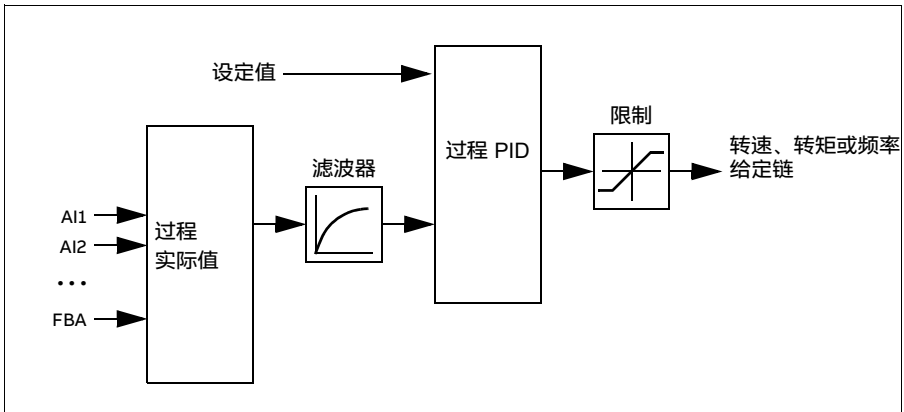 设定值
过程 PID
限制
转速、转矩或频率
给定链
滤波器
AI1
AI2
...
FBA
过程
实际值